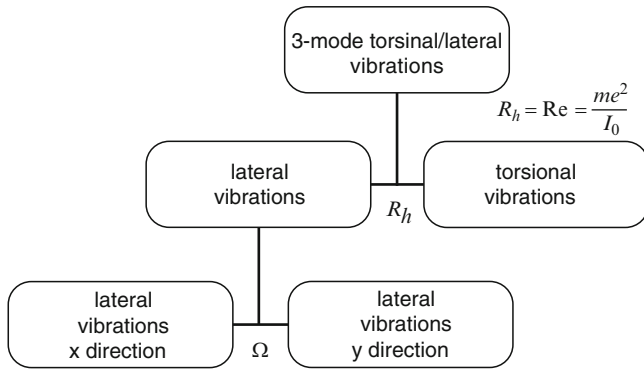 3-mode torsinal/lateral
vibrations
R_h = Re = \frac{me^2}{I_0}
lateral
vibrations
torsional
vibrations
R_h
lateral
vibrations
x direction
lateral
vibrations
y direction
Ω